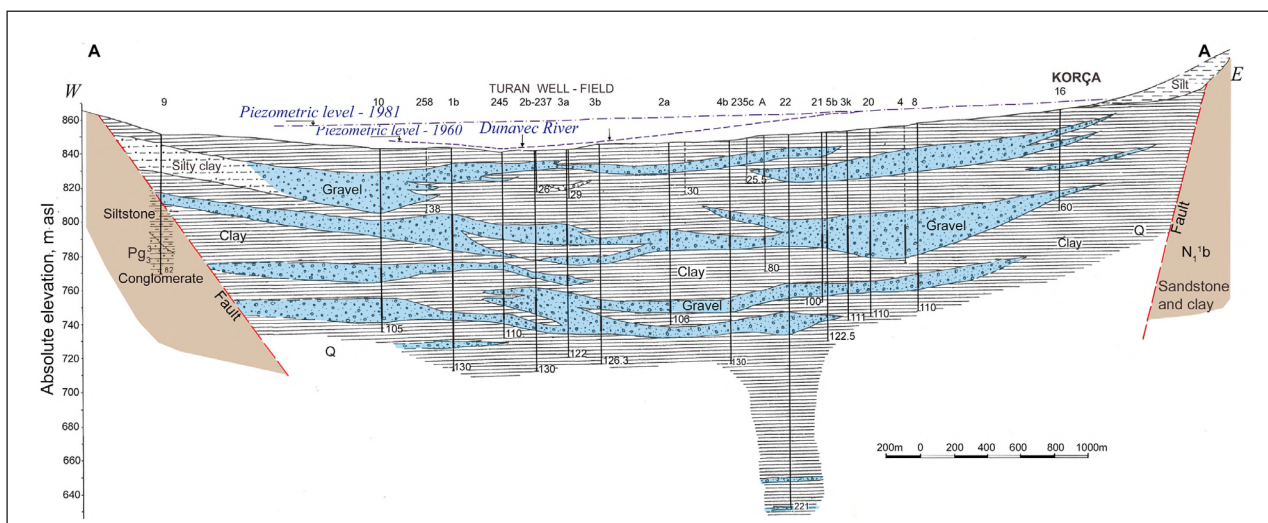 A A
W E
TURAN WELL - FIELD
KORÇA
9 10 258 1b 245 2b-237 3a 3b 2a 4b 235c A 22 21 5b 3k 20 4 8 16
Silt
Piezometric level - 1981
Piezometric level - 1960
Dunavec River
Absolute elevation, m asl
860
840
820
800
780
760
740
720
700
680
660
640
Silty clay
Gravel
38
26
29
30
25.5
60
Siltstone
Clay
Gravel
Clay
Q
Fault
Pg
82
Conglomerate
Clay
80
N₁¹b
Fault
Gravel
100
Sandstone
and clay
105
110
106
111
110
110
Q
122
126.3
130
122.5
130
130
200m 0 200 400 600 800 1000m
221